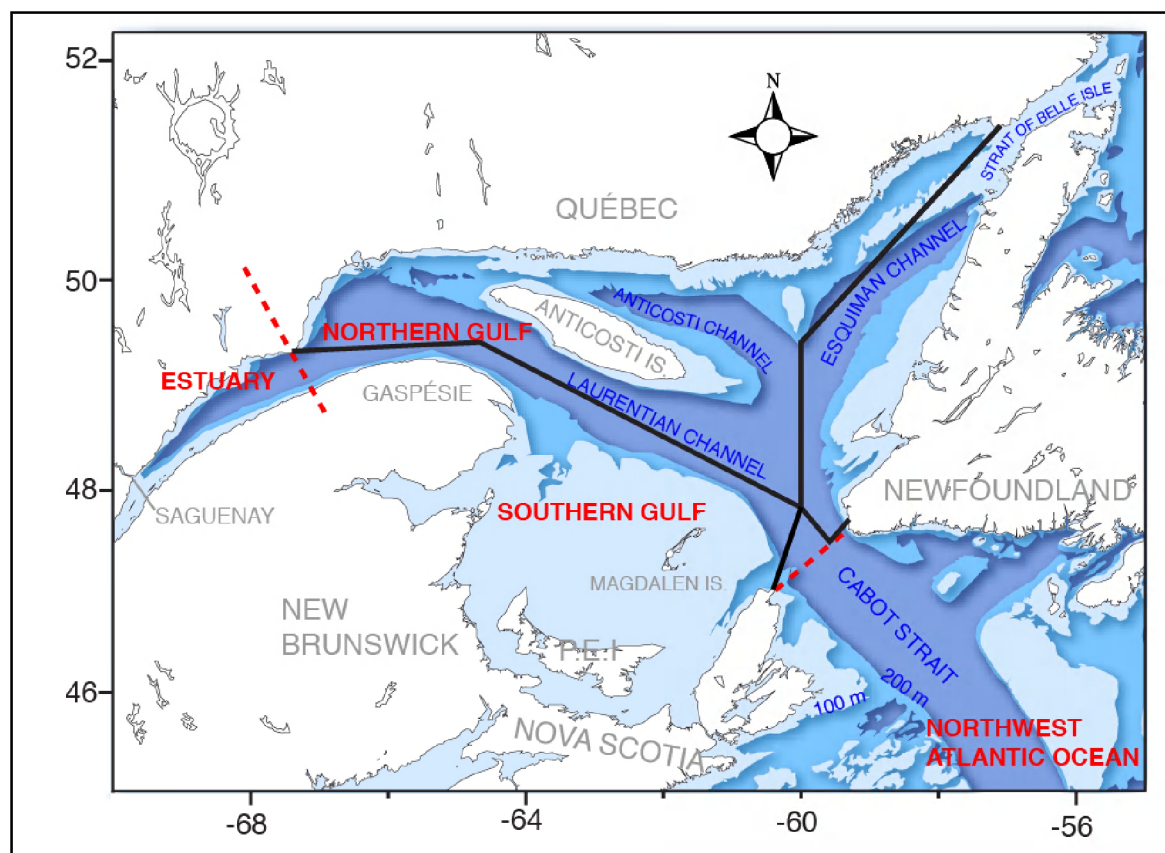 52
N
STRAIT OF BELLE ISLE
QUÉBEC
50
ANTICOSTI CHANNEL
ESQUIMAN CHANNEL
NORTHERN GULF
ANTICOSTI IS.
ESTUARY
GASPÉSIE
LAURENTIAN CHANNEL
48
NEWFOUNDLAND
SAGUENAY
SOUTHERN GULF
MAGDALEN IS.
CABOT STRAIT
NEW
BRUNSWICK
P.E.I
46
200 m
100 m
NOVA SCOTIA
NORTHWEST
ATLANTIC OCEAN
-68
-64
-60
-56